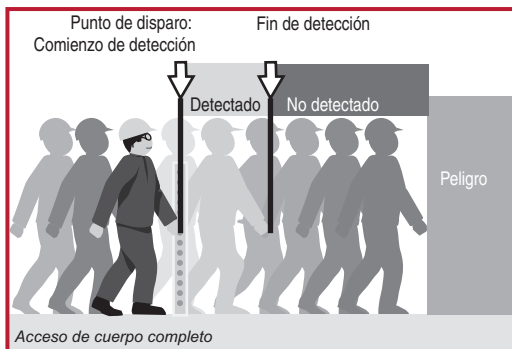 Punto de disparo:
Comienzo de detección
Fin de detección
Detectado
No detectado
Peligro
Acceso de cuerpo completo